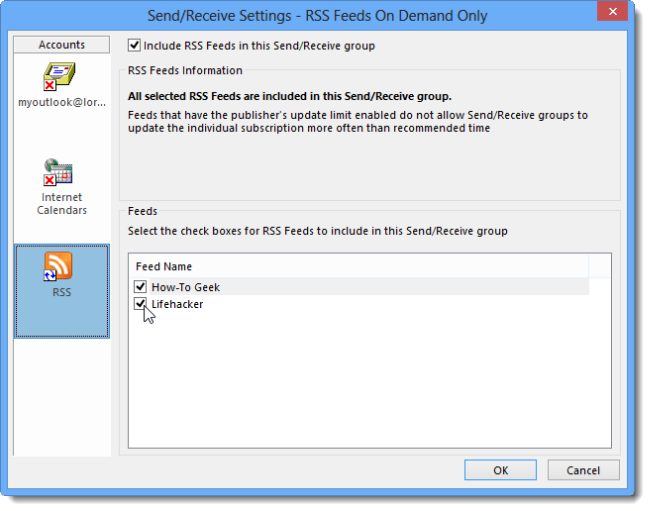 Send/Receive Settings - RSS Feeds On Demand Only
Accounts
myoutlook@lor...
Internet
Calendars
RSS
Include RSS Feeds in this Send/Receive group
RSS Feeds Information
All selected RSS Feeds are included in this Send/Receive group.
Feeds that have the publisher's update limit enabled do not allow Send/Receive groups to
update the individual subscription more often than recommended time
Feeds
Select the check boxes for RSS Feeds to include in this Send/Receive group
Feed Name
How-To Geek
Lifehacker
OK
Cancel